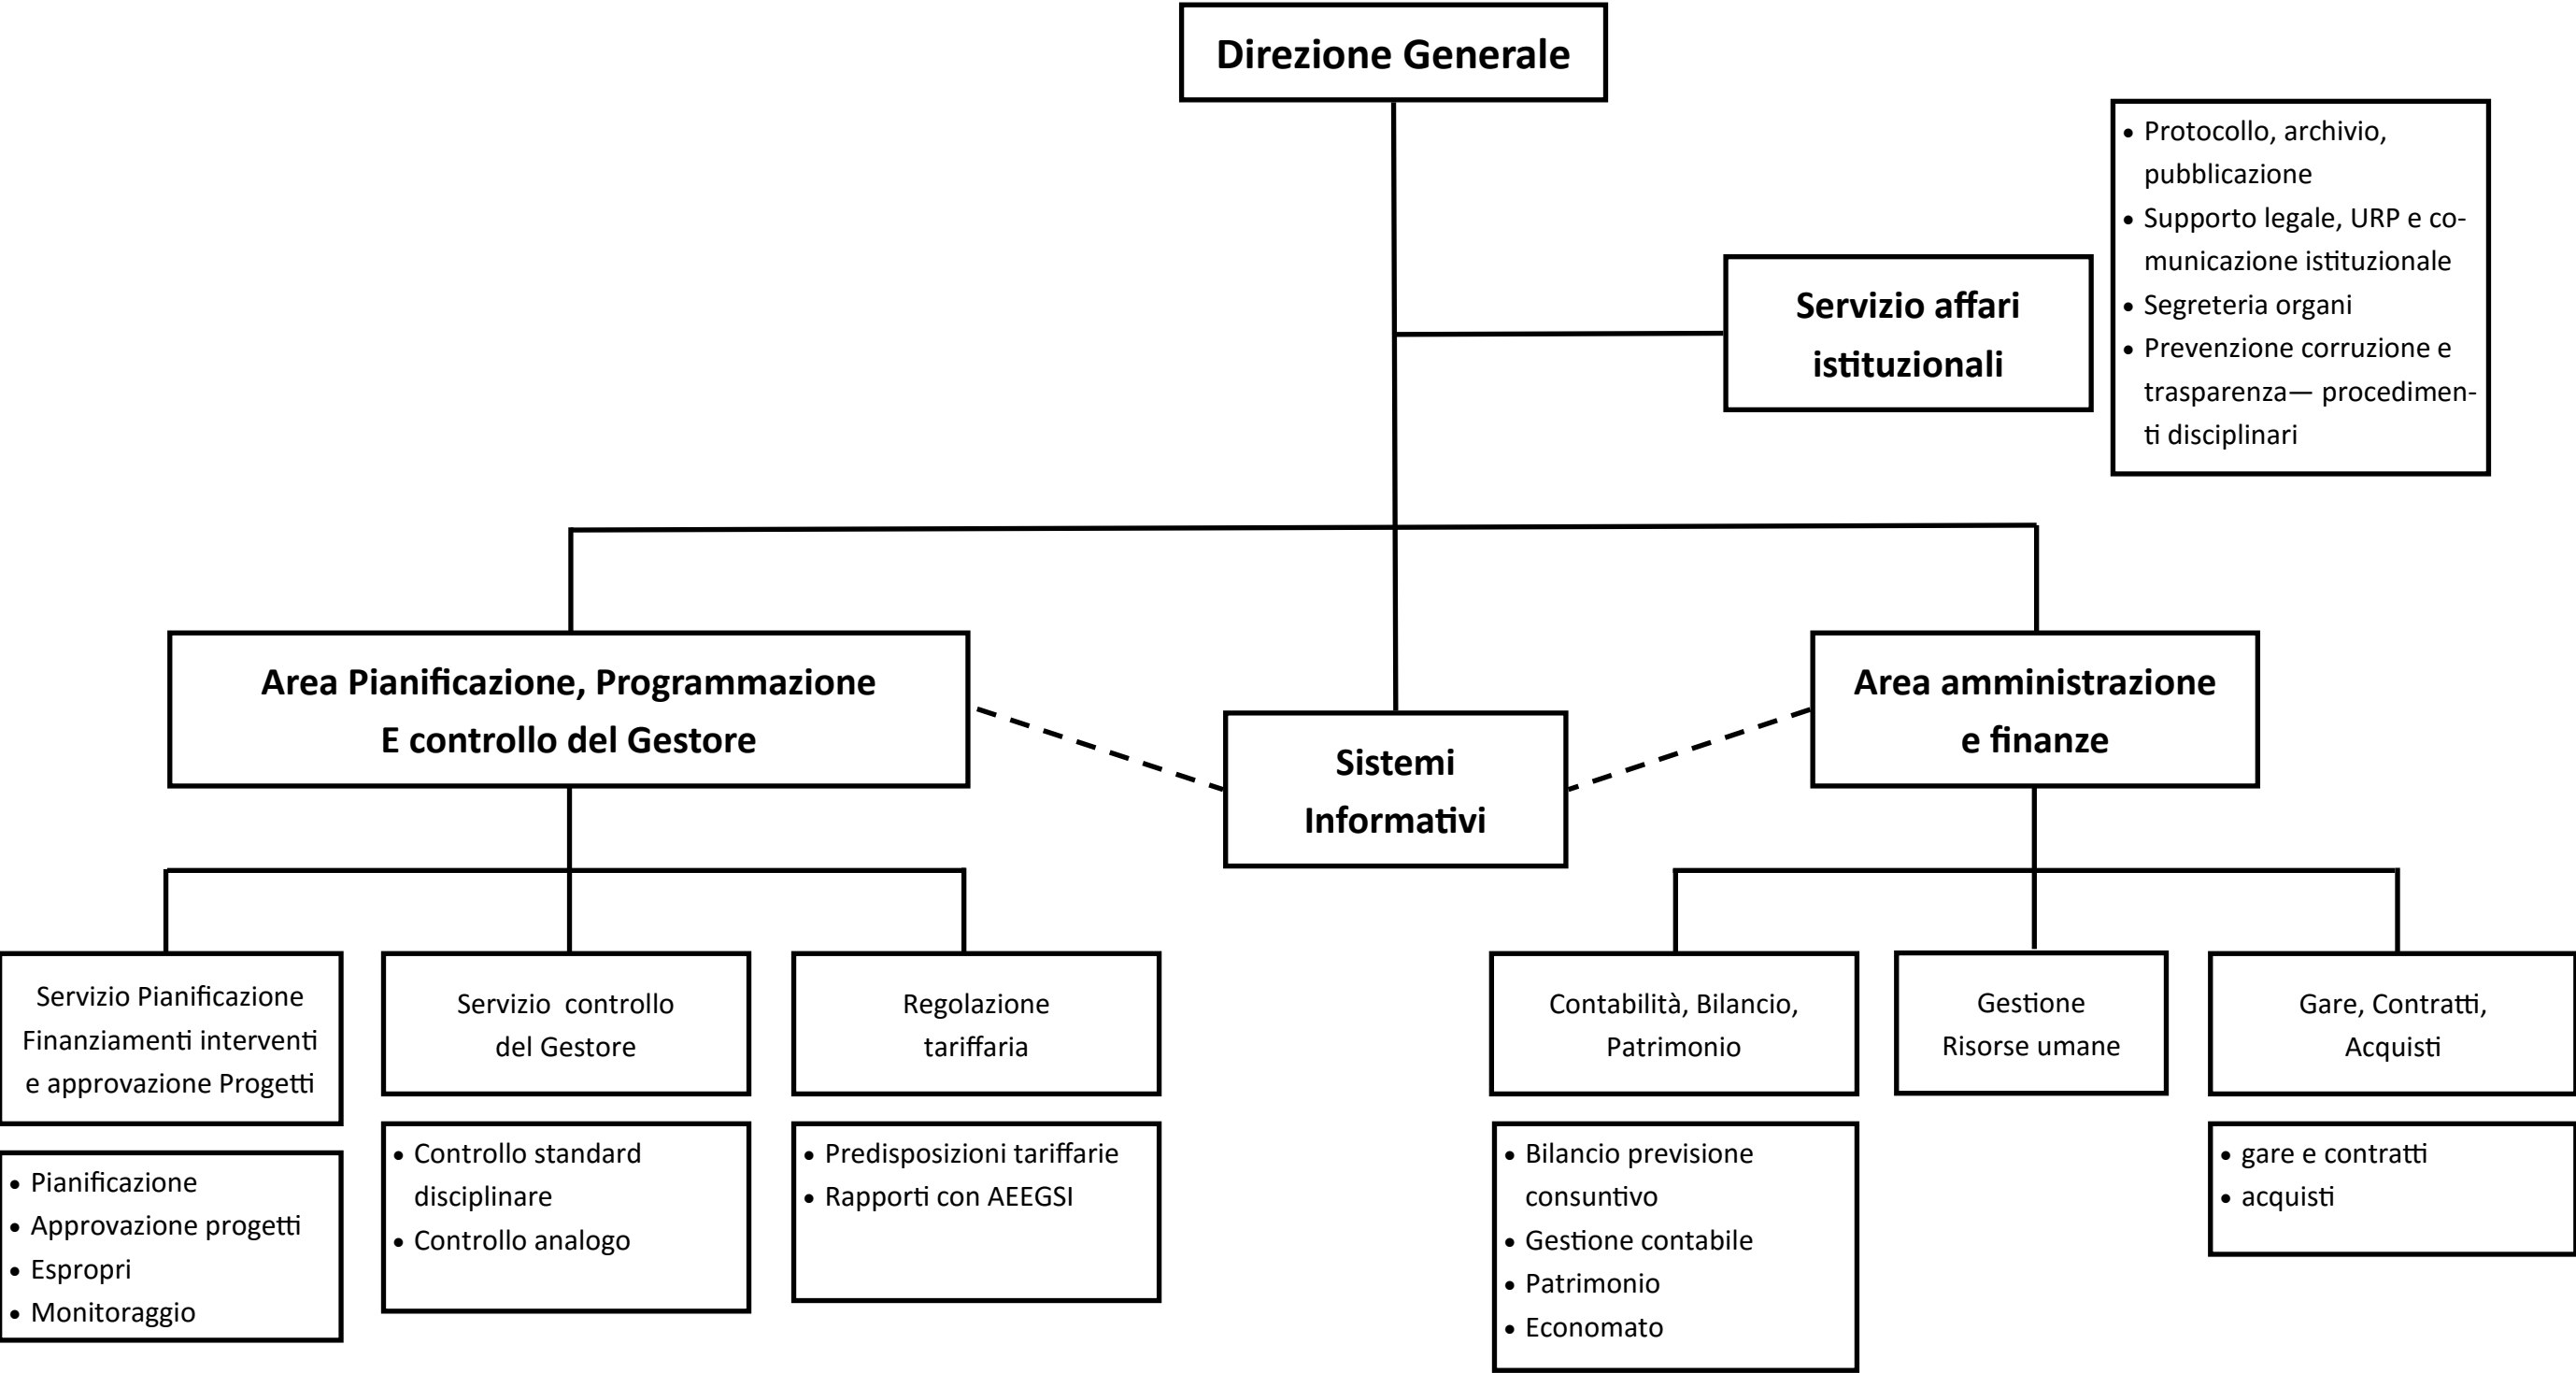 Direzione Generale
• Protocollo, archivio,
pubblicazione
• Supporto legale, URP e co-
municazione istituzionale
• Segreteria organi
• Prevenzione corruzione e
trasparenza— procedimen-
ti disciplinari
Servizio affari
istituzionali
Area Pianificazione, Programmazione
E controllo del Gestore
Sistemi
Informativi
Area amministrazione
e finanze
Servizio Pianificazione
Finanziamenti interventi
e approvazione Progetti
• Pianificazione
• Approvazione progetti
• Espropri
• Monitoraggio
Servizio  controllo
del Gestore
• Controllo standard
disciplinare
• Controllo analogo
Regolazione
tariffaria
• Predisposizioni tariffarie
• Rapporti con AEEGSI
Contabilità, Bilancio,
Patrimonio
• Bilancio previsione
consuntivo
• Gestione contabile
• Patrimonio
• Economato
Gestione
Risorse umane
Gare, Contratti,
Acquisti
• gare e contratti
• acquisti